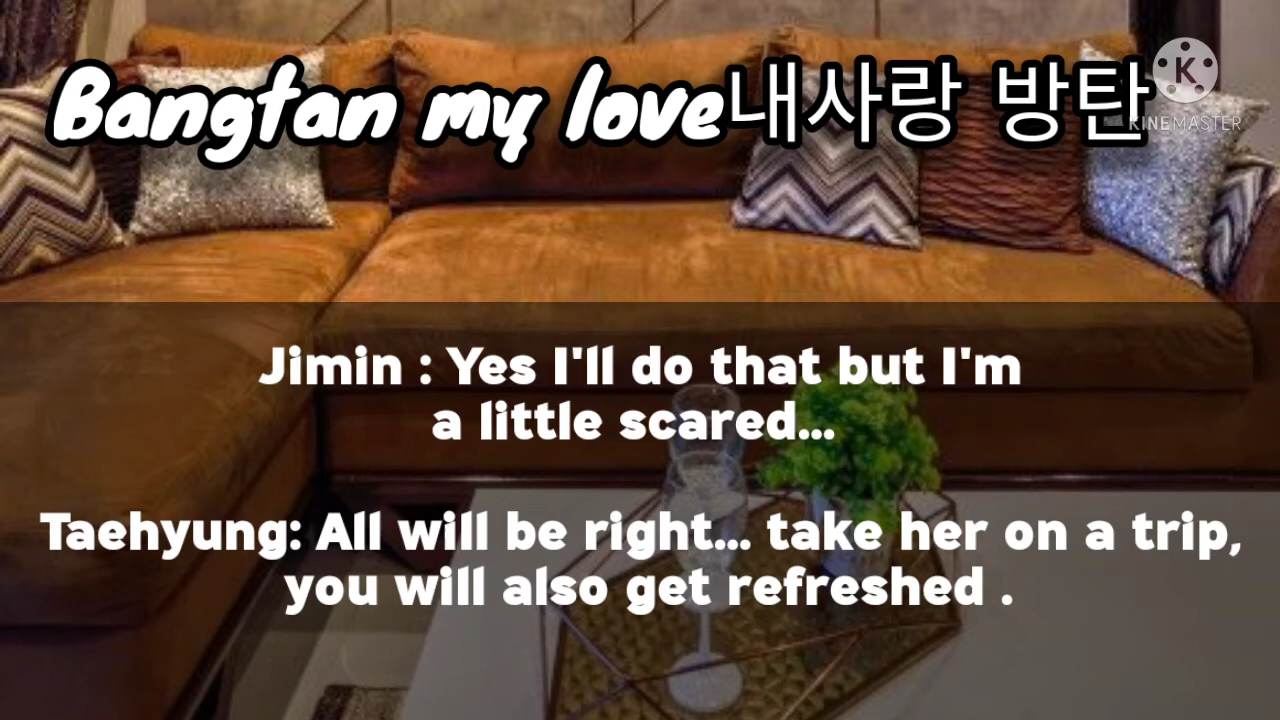 Bangtan my love내사랑 방탄
K
KINEMASTER
Jimin : Yes I'll do that but I'm
a little scared...
Taehyung: All will be right... take her on a trip,
you will also get refreshed .